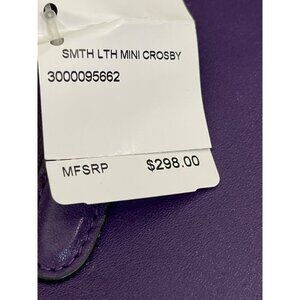 SMTH LTH MINI CROSBY
3000095662
MFSRP $298.00